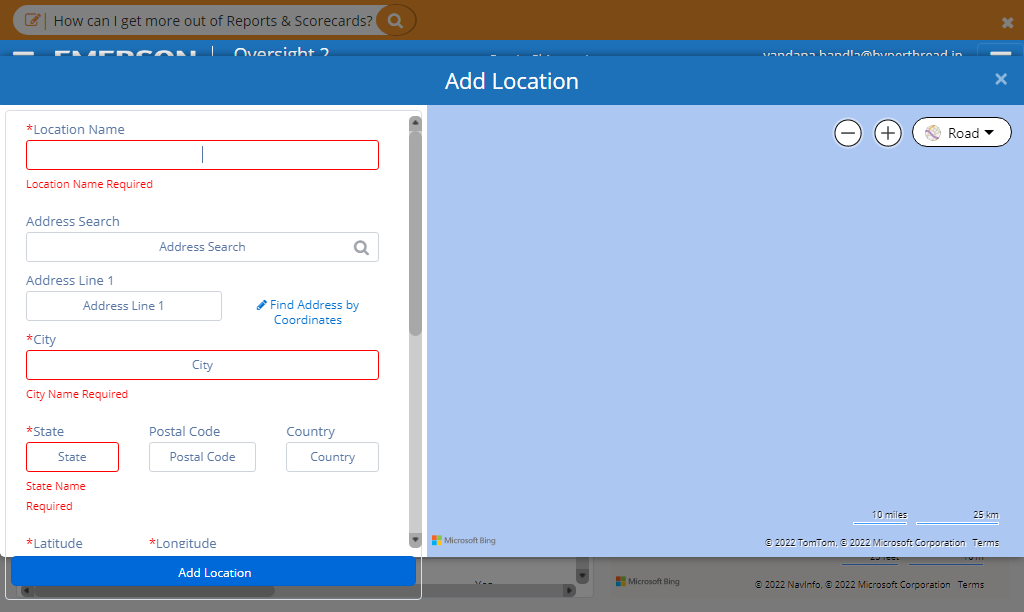 How can I get more out of Reports & Scorecards?
EMERSON Oversight 2 vandana.bandla@hyperthread.in
Add Location
*Location Name
Location Name Required
Address Search
Address Search
Address Line 1
Address Line 1
Find Address by
Coordinates
*City
City
City Name Required
*State Postal Code Country
State Postal Code Country
State Name
Required
*Latitude *Longitude
Add Location
Road
10 miles 25 km
Microsoft Bing
© 2022 TomTom, © 2022 Microsoft Corporation Terms
Yes
Microsoft Bing
© 2022 NavInfo, © 2022 Microsoft Corporation Terms